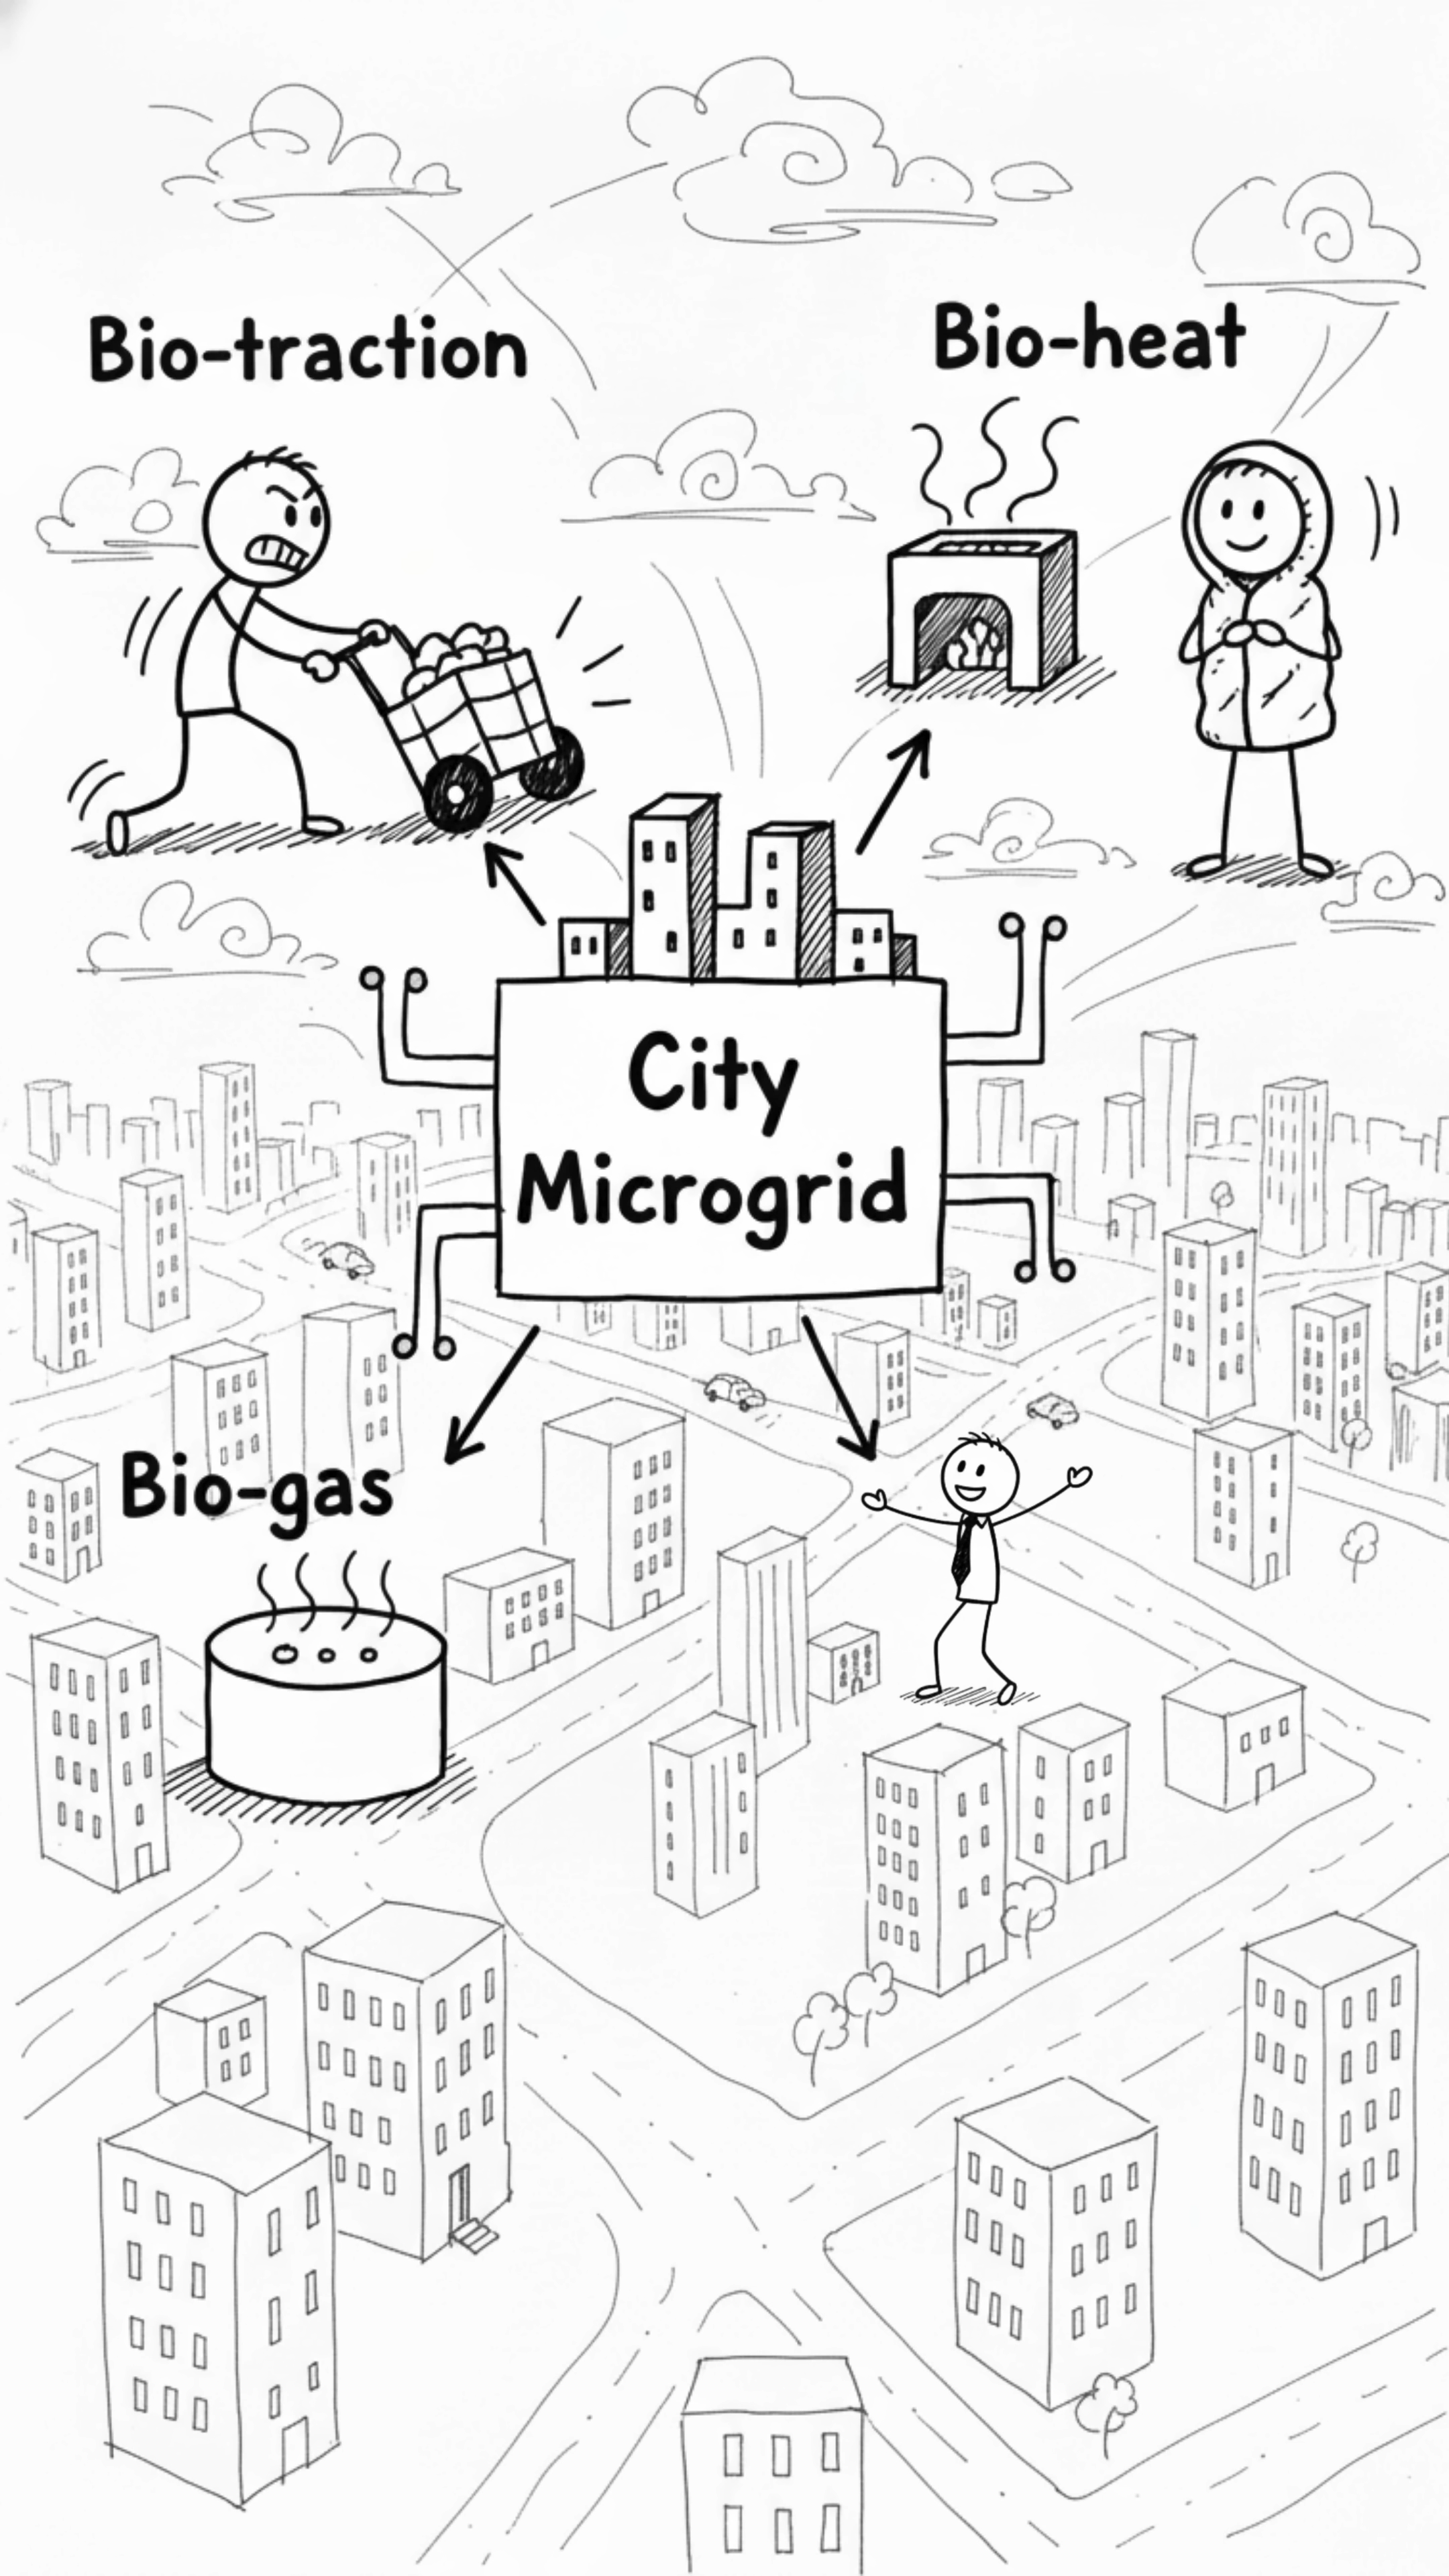 Bio-traction
Bio-heat
City
Microgrid
Bio-gas